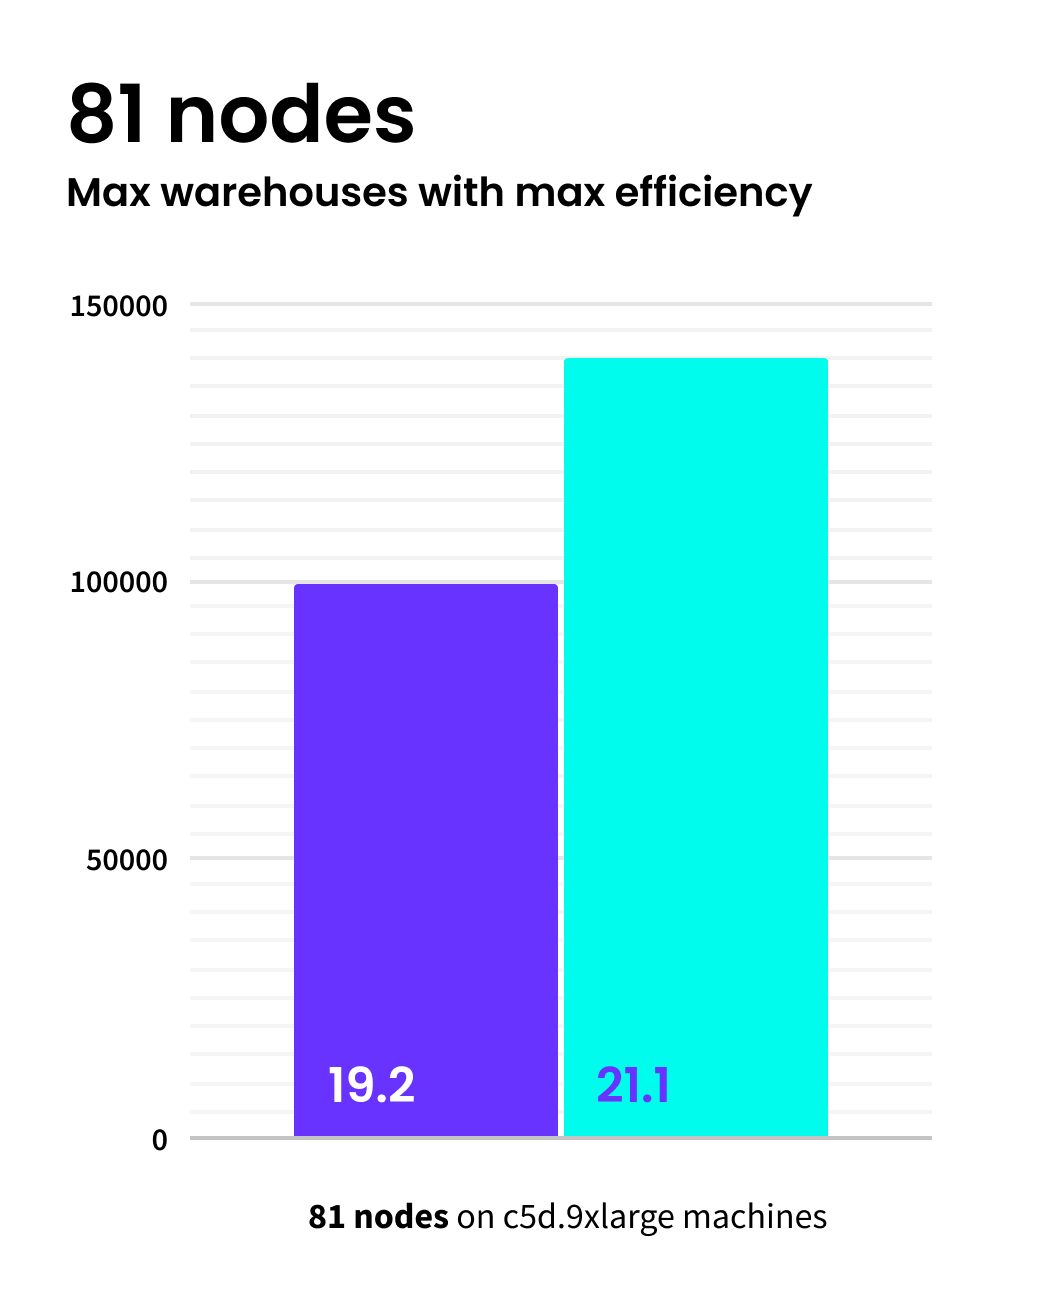 81 nodes
Max warehouses with max efficiency
150000
100000
50000
0
19.2
21.1
81 nodes on c5d.9xlarge machines